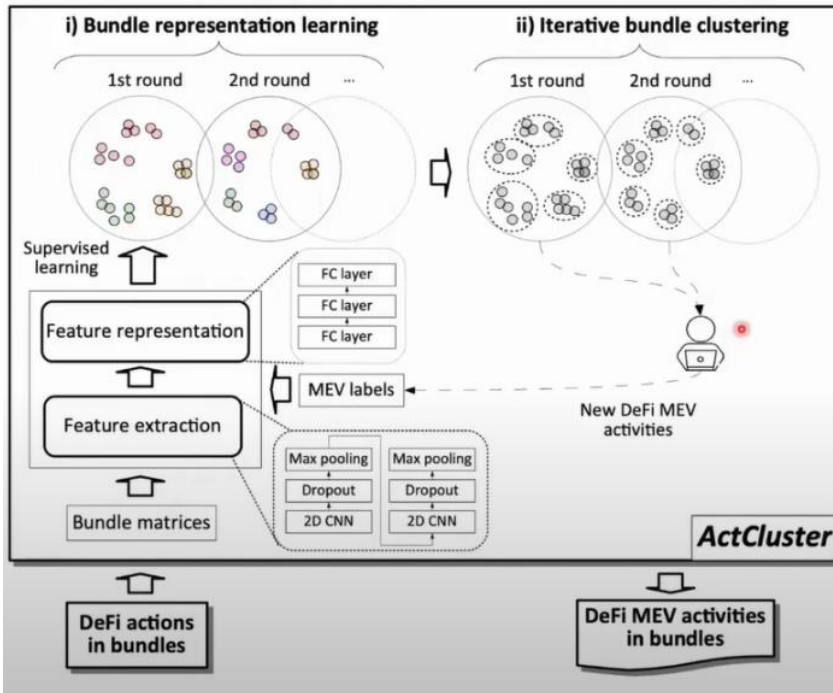 i) Bundle representation learning
ii) Iterative bundle clustering
1st round
2nd round
...
1st round
2nd round
...
Supervised
learning
FC layer
FC layer
FC layer
Feature representation
MEV labels
Feature extraction
New DeFi MEV
activities
Max pooling
Max pooling
Dropout
Dropout
2D CNN
2D CNN
Bundle matrices
ActCluster
DeFi actions
in bundles
DeFi MEV activities
in bundles